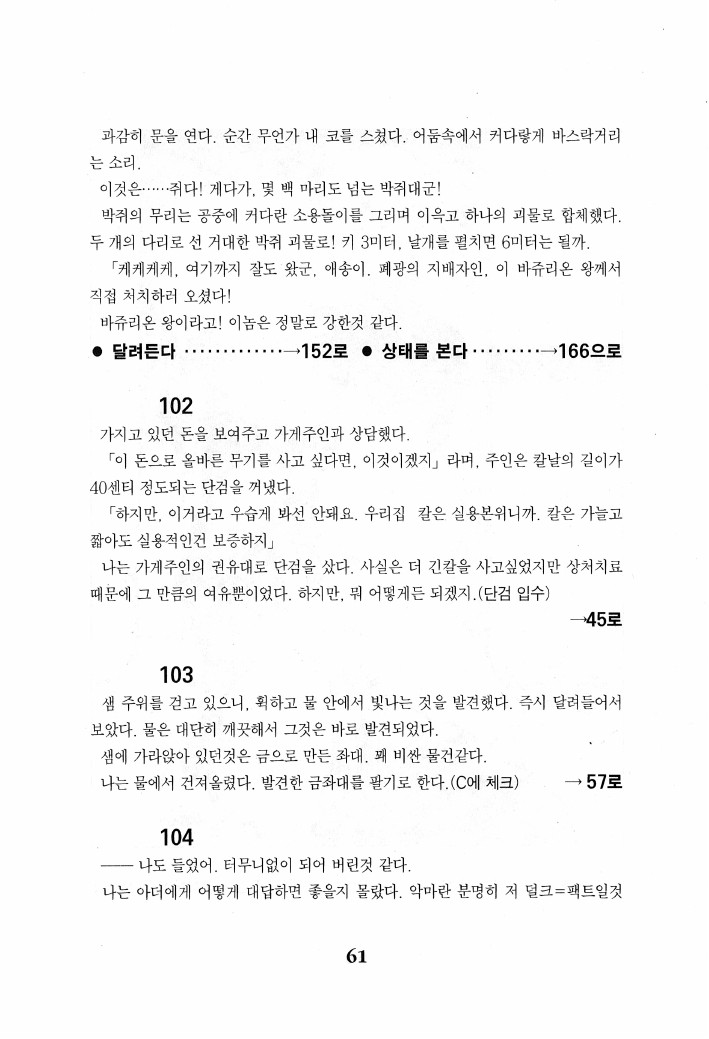 과감히 문을 연다. 순간 무언가 내 코를 스쳤다. 어둠속에서 커다랗게 바스락거리
는 소리.
이것은……쥐다! 게다가, 몇 백 마리도 넘는 박쥐대군!
박쥐의 무리는 공중에 커다란 소용돌이를 그리며 이윽고 하나의 괴물로 합체했다.
두 개의 다리로 선 거대한 박쥐 괴물로! 키 3미터, 날개를 펼치면 6미터는 될까.
「케케케케, 여기까지 잘도 왔군, 애송이. 폐광의 지배자인, 이 바쥬리온 왕께서
직접 처치하러 오셨다!
바쥬리온 왕이라고! 이놈은 정말로 강한것 같다.
● 달려든다 ·············→152로 ● 상태를 본다 ·········→166으로
102
가지고 있던 돈을 보여주고 가게주인과 상담했다.
「이 돈으로 올바른 무기를 사고 싶다면, 이것이겠지」라며, 주인은 칼날의 길이가
40센티 정도되는 단검을 꺼냈다.
「하지만, 이거라고 우습게 봐선 안돼요. 우리집 칼은 실용본위니까. 칼은 가늘고
짧아도 실용적인건 보증하지」
나는 가게주인의 권유대로 단검을 샀다. 사실은 더 긴칼을 사고싶었지만 상처치료
때문에 그 만큼의 여유뿐이었다. 하지만, 뭐 어떻게든 되겠지.(단검 입수)
→45로
103
샘 주위를 걷고 있으니, 획하고 물 안에서 빛나는 것을 발견했다. 즉시 달려들어서
보았다. 물은 대단히 깨끗해서 그것은 바로 발견되었다.
샘에 가라앉아 있던것은 금으로 만든 좌대. 꽤 비싼 물건같다.
나는 물에서 건져올렸다. 발견한 금좌대를 팔기로 한다.(C에 체크) → 57로
104
—— 나도 들었어. 터무니없이 되어 버린것 같다.
나는 아더에게 어떻게 대답하면 좋을지 몰랐다. 악마란 분명히 저 덜크=팩트일것
61